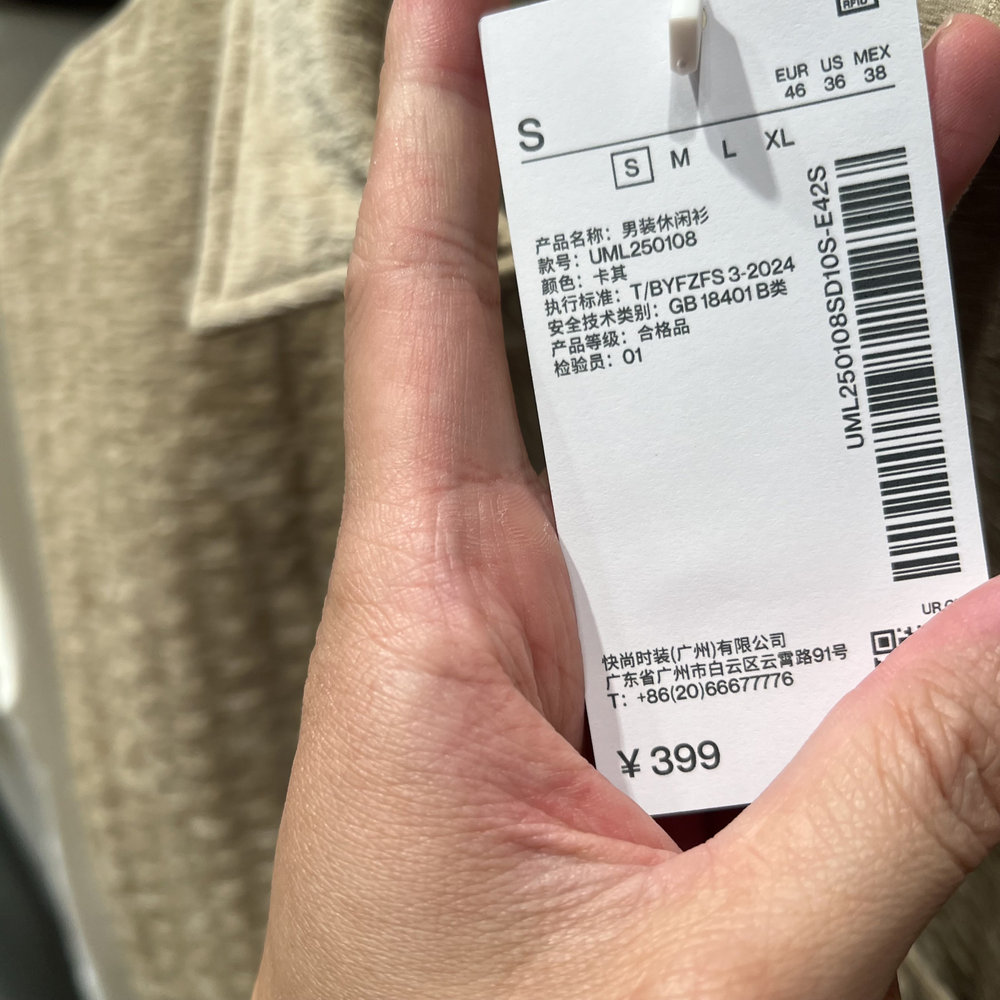 RFID
EUR US MEX
46 36 38
S
S M L XL
产品名称：男装休闲衫
款号：UML250108
颜色：卡其
执行标准：T/BYFZFS 3-2024
安全技术类别：GB 18401 B类
产品等级：合格品
检验员：01
UML250108SD10S-E42S
UR
快尚时装(广州)有限公司
广东省广州市白云区云霄路91号
T：+86(20)66677776
¥ 399